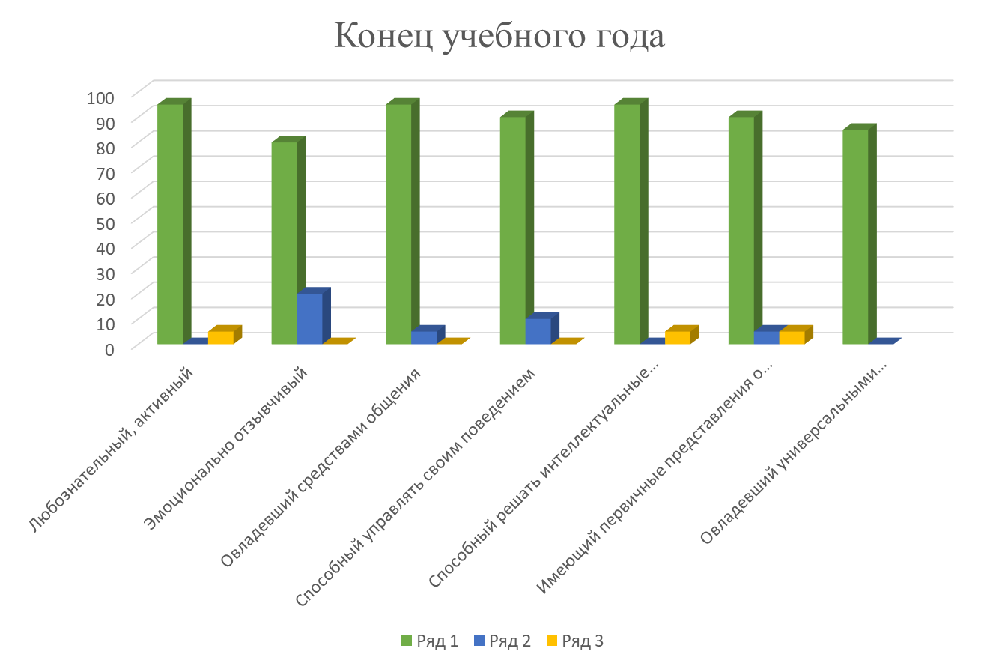 Конец учебного года
100
90
80
70
60
50
40
30
20
10
0
Любознательный, активный
Эмоционально отзывчивый
Овладевший средствами общения
Способный управлять своим поведением
Способный решать интеллектуальные...
Имеющий первичные представления о...
Овладевший универсальными...
Ряд 1 Ряд 2 Ряд 3